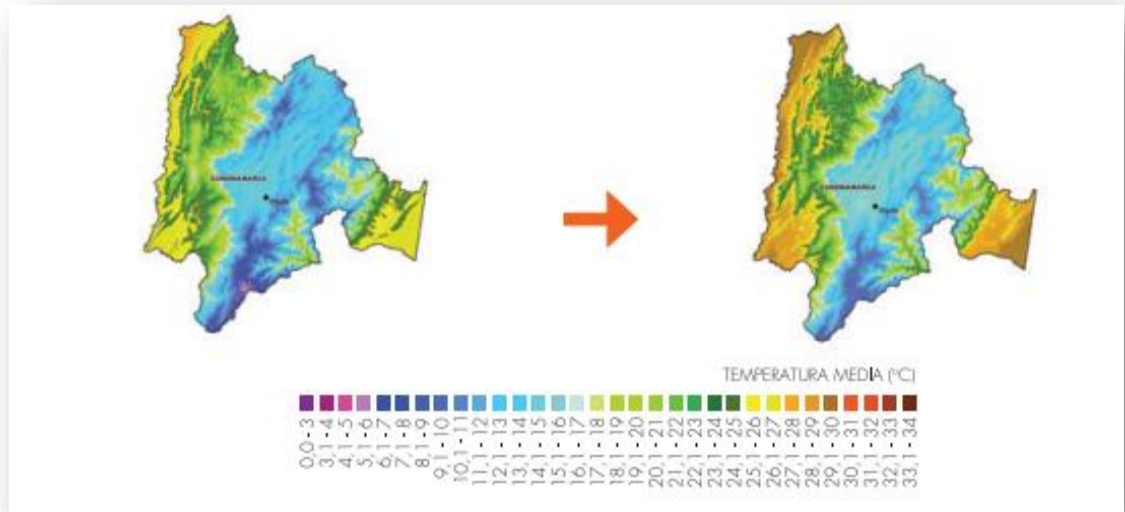 CUNDINAMARCA
CUNDINAMARCA
TEMPERATURA MEDIA (°C)
0,0 - 3
3,1 - 4
4,1 - 5
5,1 - 6
6,1 - 7
7,1 - 8
8,1 - 9
9,1 - 10
10,1 - 11
11,1 - 12
12,1 - 13
13,1 - 14
14,1 - 15
15,1 - 16
16,1 - 17
17,1 - 18
18,1 - 19
19,1 - 20
20,1 - 21
21,1 - 22
22,1 - 23
23,1 - 24
24,1 - 25
25,1 - 26
26,1 - 27
27,1 - 28
28,1 - 29
29,1 - 30
30,1 - 31
31,1 - 32
32,1 - 33
33,1 - 34